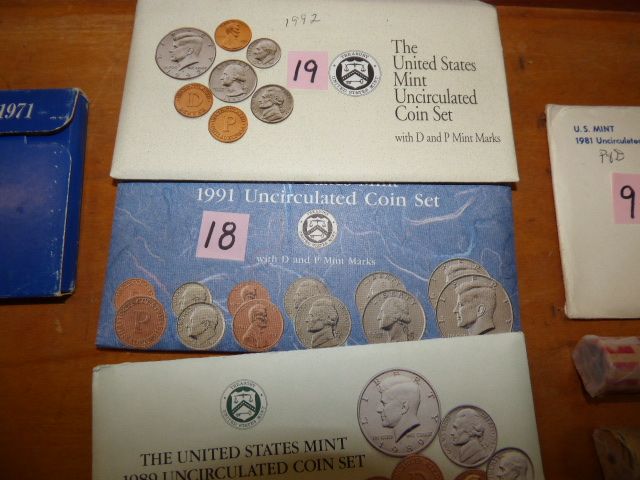 1992
19
The
United States
Mint
Uncirculated
Coin Set
with D and P Mint Marks
D
P
1971
1991 Uncirculated Coin Set
18
with D and P Mint Marks
P
U.S. MINT
1981 Uncirculated
P&D
9
THE UNITED STATES MINT
1989 UNCIRCULATED COIN SET
LIBERTY